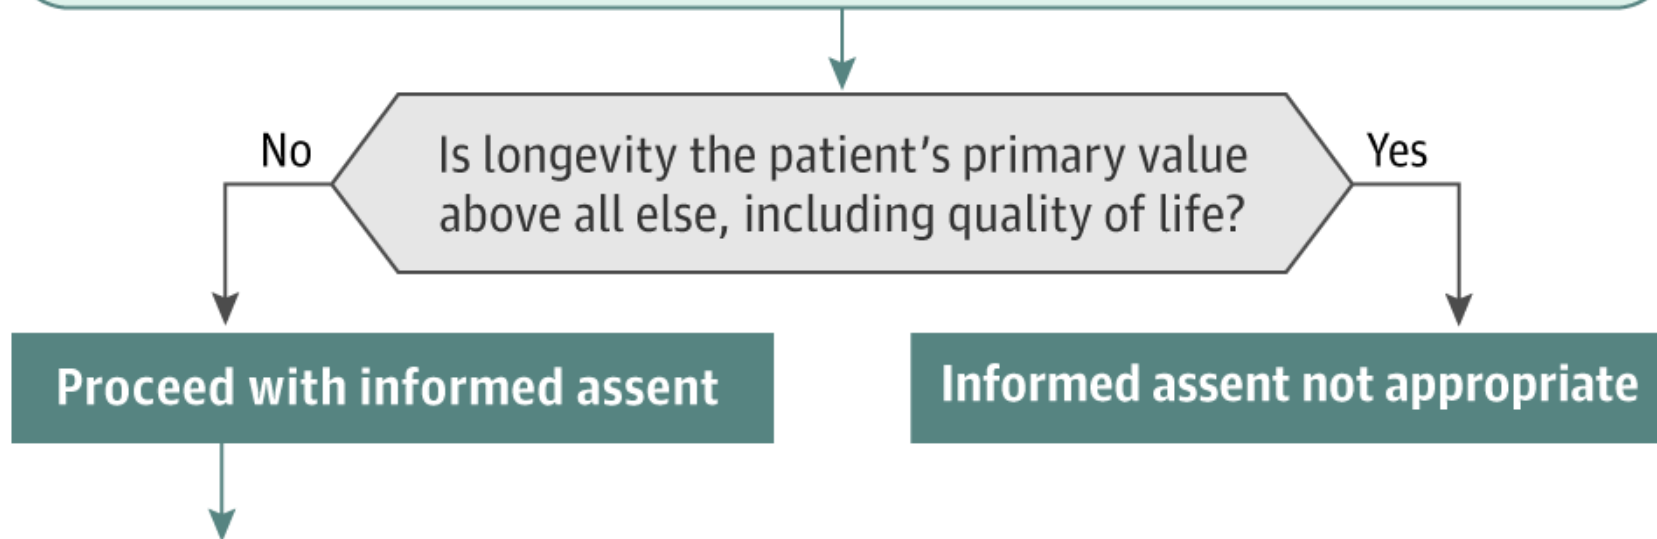 No
Is longevity the patient’s primary value
above all else, including quality of life?
Yes
Proceed with informed assent
Informed assent not appropriate